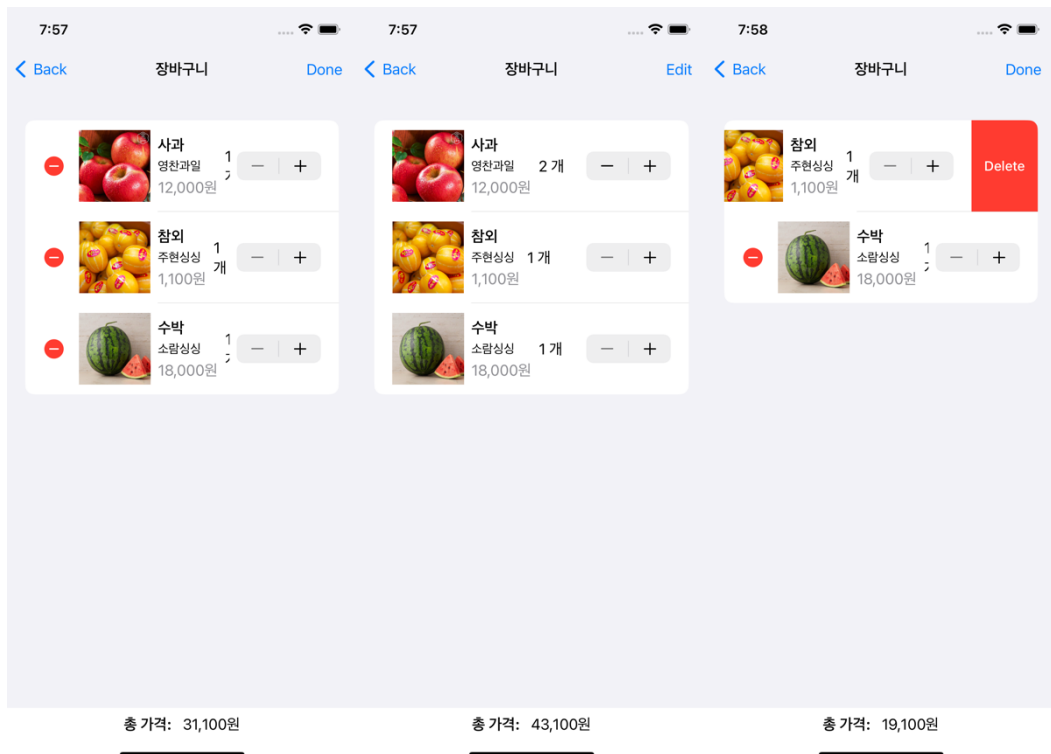 7:57
Back 장바구니 Done
사과
영찬과일
12,000원
참외
주현싱싱 1
개
1,100원
수박
소람싱싱
18,000원
총 가격: 31,100원
7:57
Back 장바구니 Edit
사과
영찬과일 2 개
12,000원
참외
주현싱싱 1 개
1,100원
수박
소람싱싱 1 개
18,000원
총 가격: 43,100원
7:58
Back 장바구니 Done
참외
주현싱싱 1
개
1,100원
Delete
수박
소람싱싱
18,000원
총 가격: 19,100원